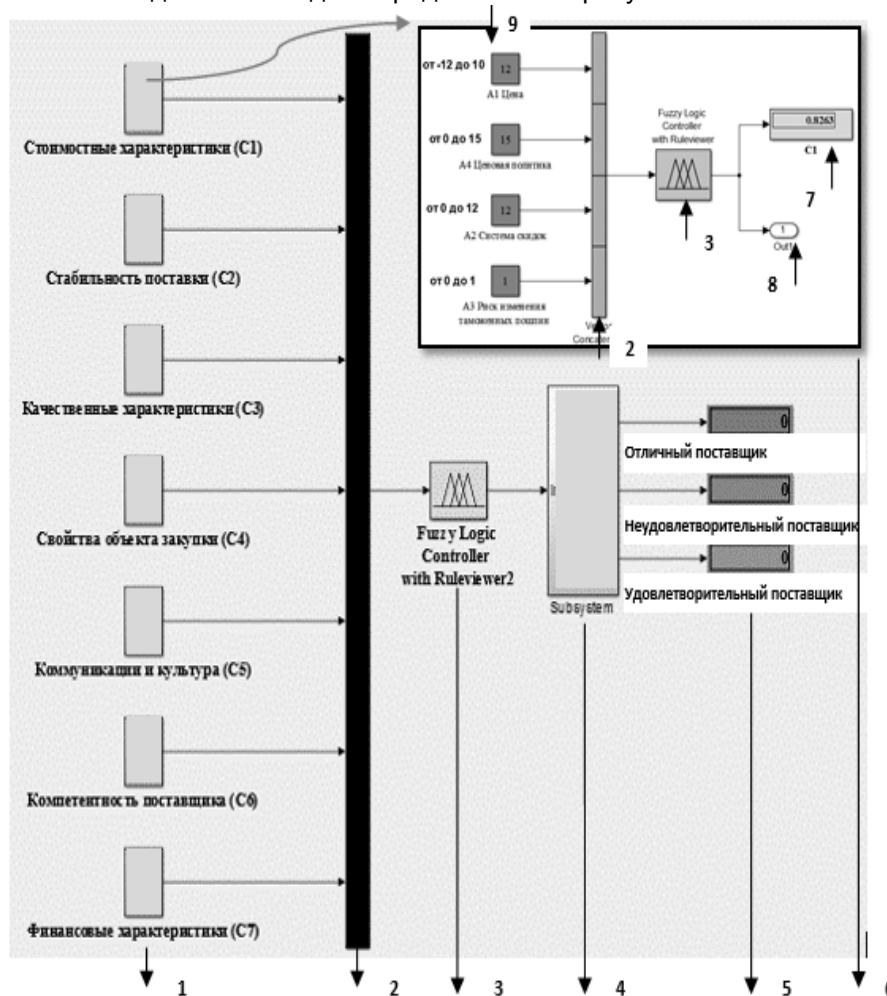 9
от -12 до 10
12
А1 Цена
от 0 до 15
15
А4 Ценовая политика
от 0 до 12
12
А2 Система скидок
от 0 до 1
1
А3 Риск изменения
таможенных пошлин
Fuzzy Logic
Controller
with Ruleviewer
0.8263
C1
7
3
1
Out1
8
2
Стоимостные характеристики (С1)
Стабильность поставки (С2)
Качественные характеристики (С3)
Свойства объекта закупки (С4)
Коммуникации и культура (С5)
Компетентность поставщика (С6)
Финансовые характеристики (С7)
Fuzzy Logic
Controller
with Ruleviewer2
Subsystem
0
Отличный поставщик
0
Неудовлетворительный поставщик
0
Удовлетворительный поставщик
1
2
3
4
5